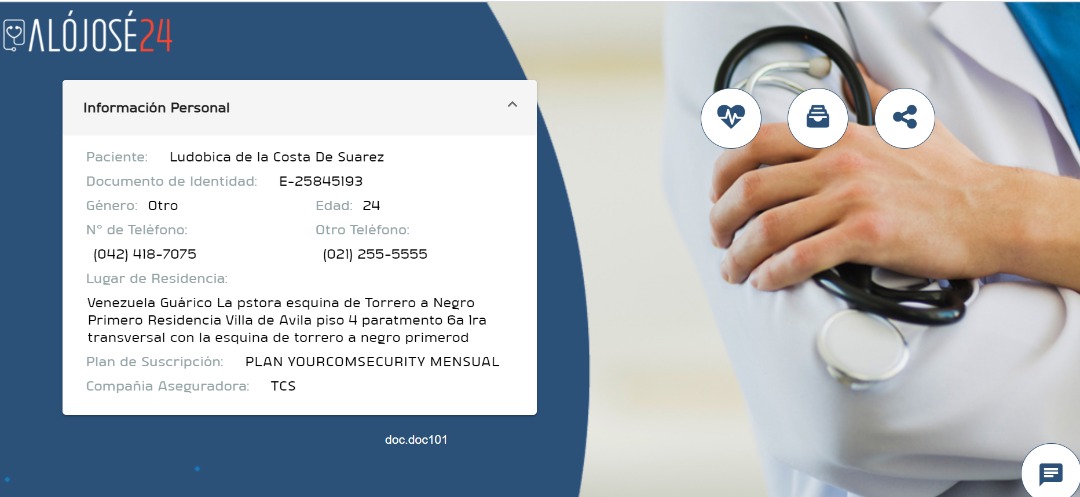 ALÓJOSÉ24
Información Personal
Paciente: Ludobica de la Costa De Suarez
Documento de Identidad: E-25845193
Género: Otro Edad: 24
N° de Teléfono: Otro Teléfono:
(042) 418-7075 (021) 255-5555
Lugar de Residencia:
Venezuela Guárico La pstora esquina de Torrero a Negro
Primero Residencia Villa de Avila piso 4 paratmento 6a 1ra
transversal con la esquina de torrero a negro primerod
Plan de Suscripción: PLAN YOURCOMSECURITY MENSUAL
Compañia Aseguradora: TCS
doc.doc101